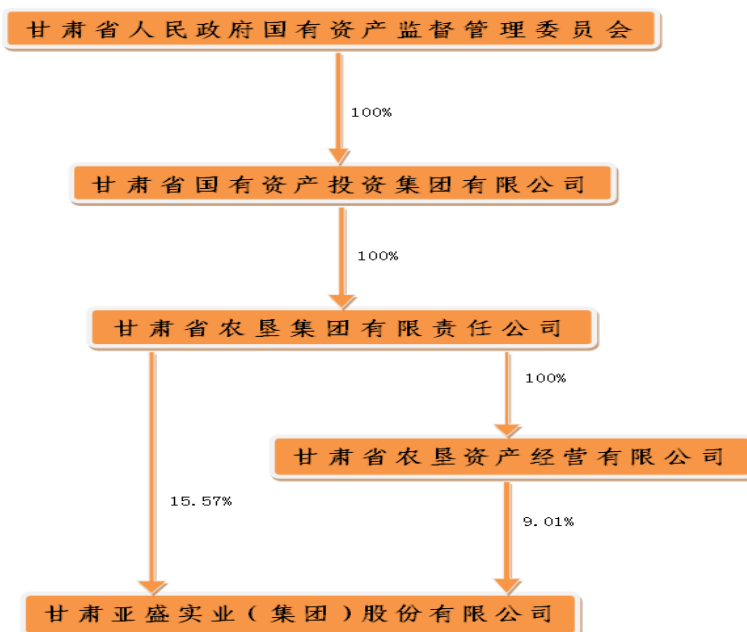 甘肃省人民政府国有资产监督管理委员会
100%
甘肃省国有资产投资集团有限公司
100%
甘肃省农垦集团有限责任公司
100%
甘肃省农垦资产经营有限公司
15.57%
9.01%
甘肃亚盛实业(集团)股份有限公司